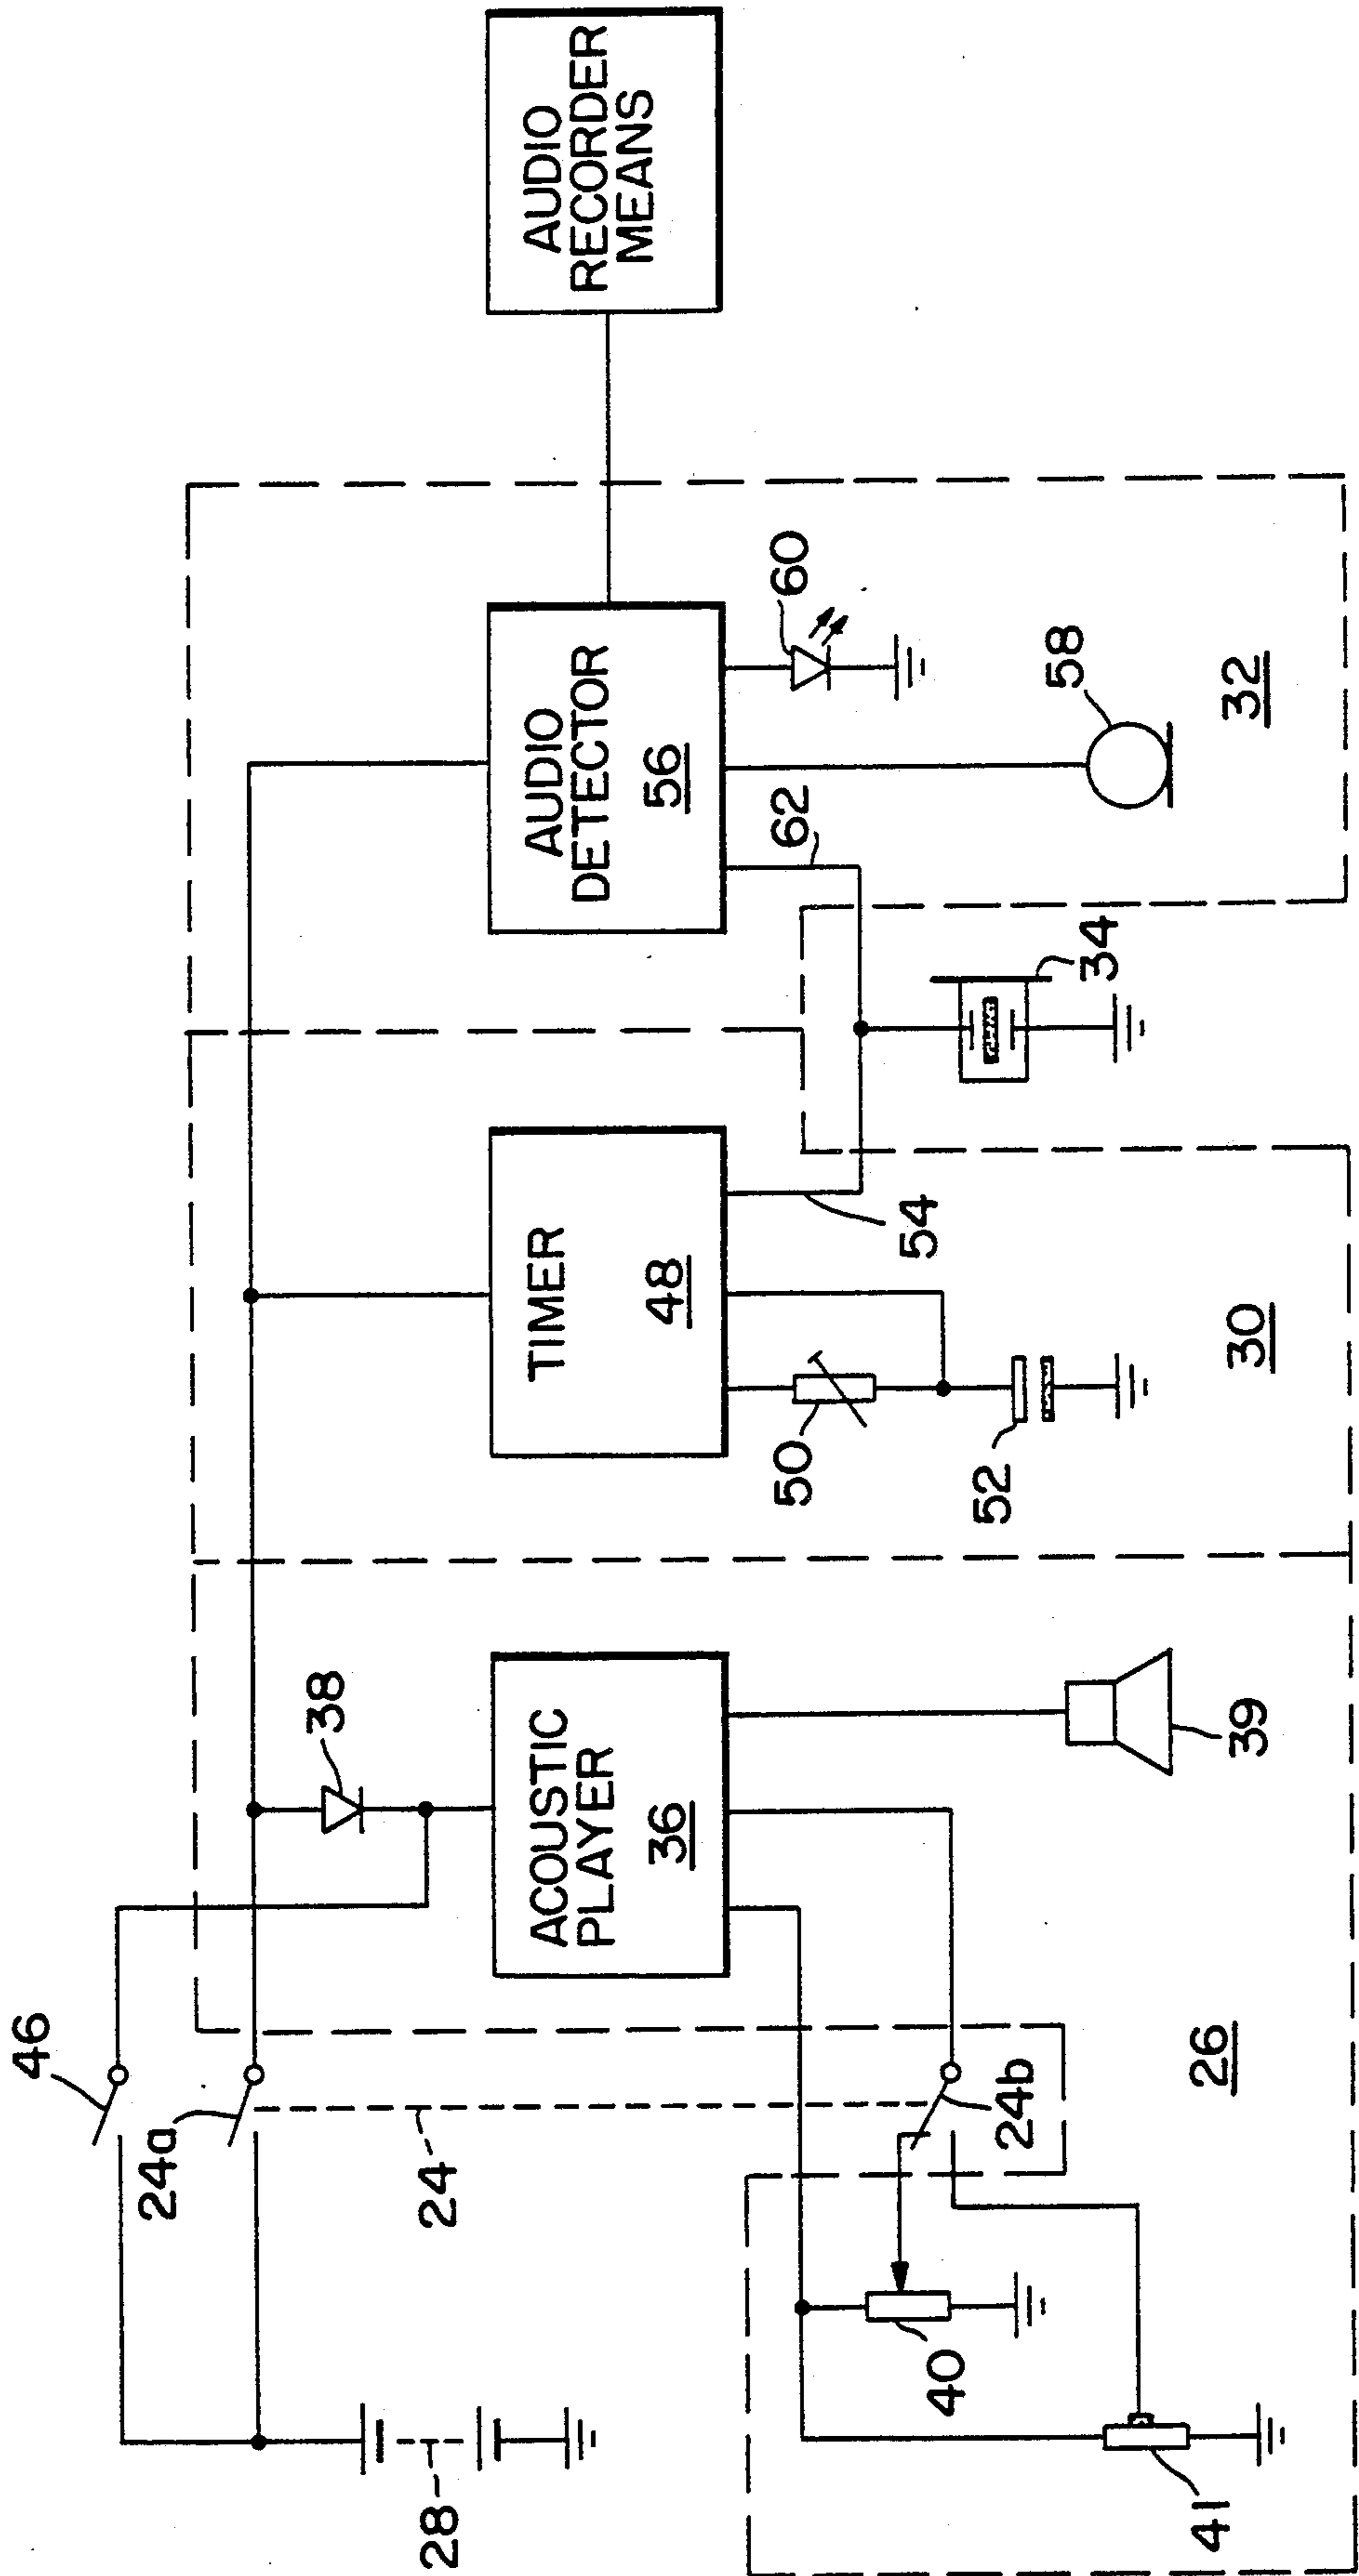 46
24a
24
28
38
ACOUSTIC
PLAYER
36
24b
40
41
39
26
TIMER
48
50
52
54
30
34
AUDIO
DETECTOR
56
60
62
58
32
AUDIO
RECORDER
MEANS